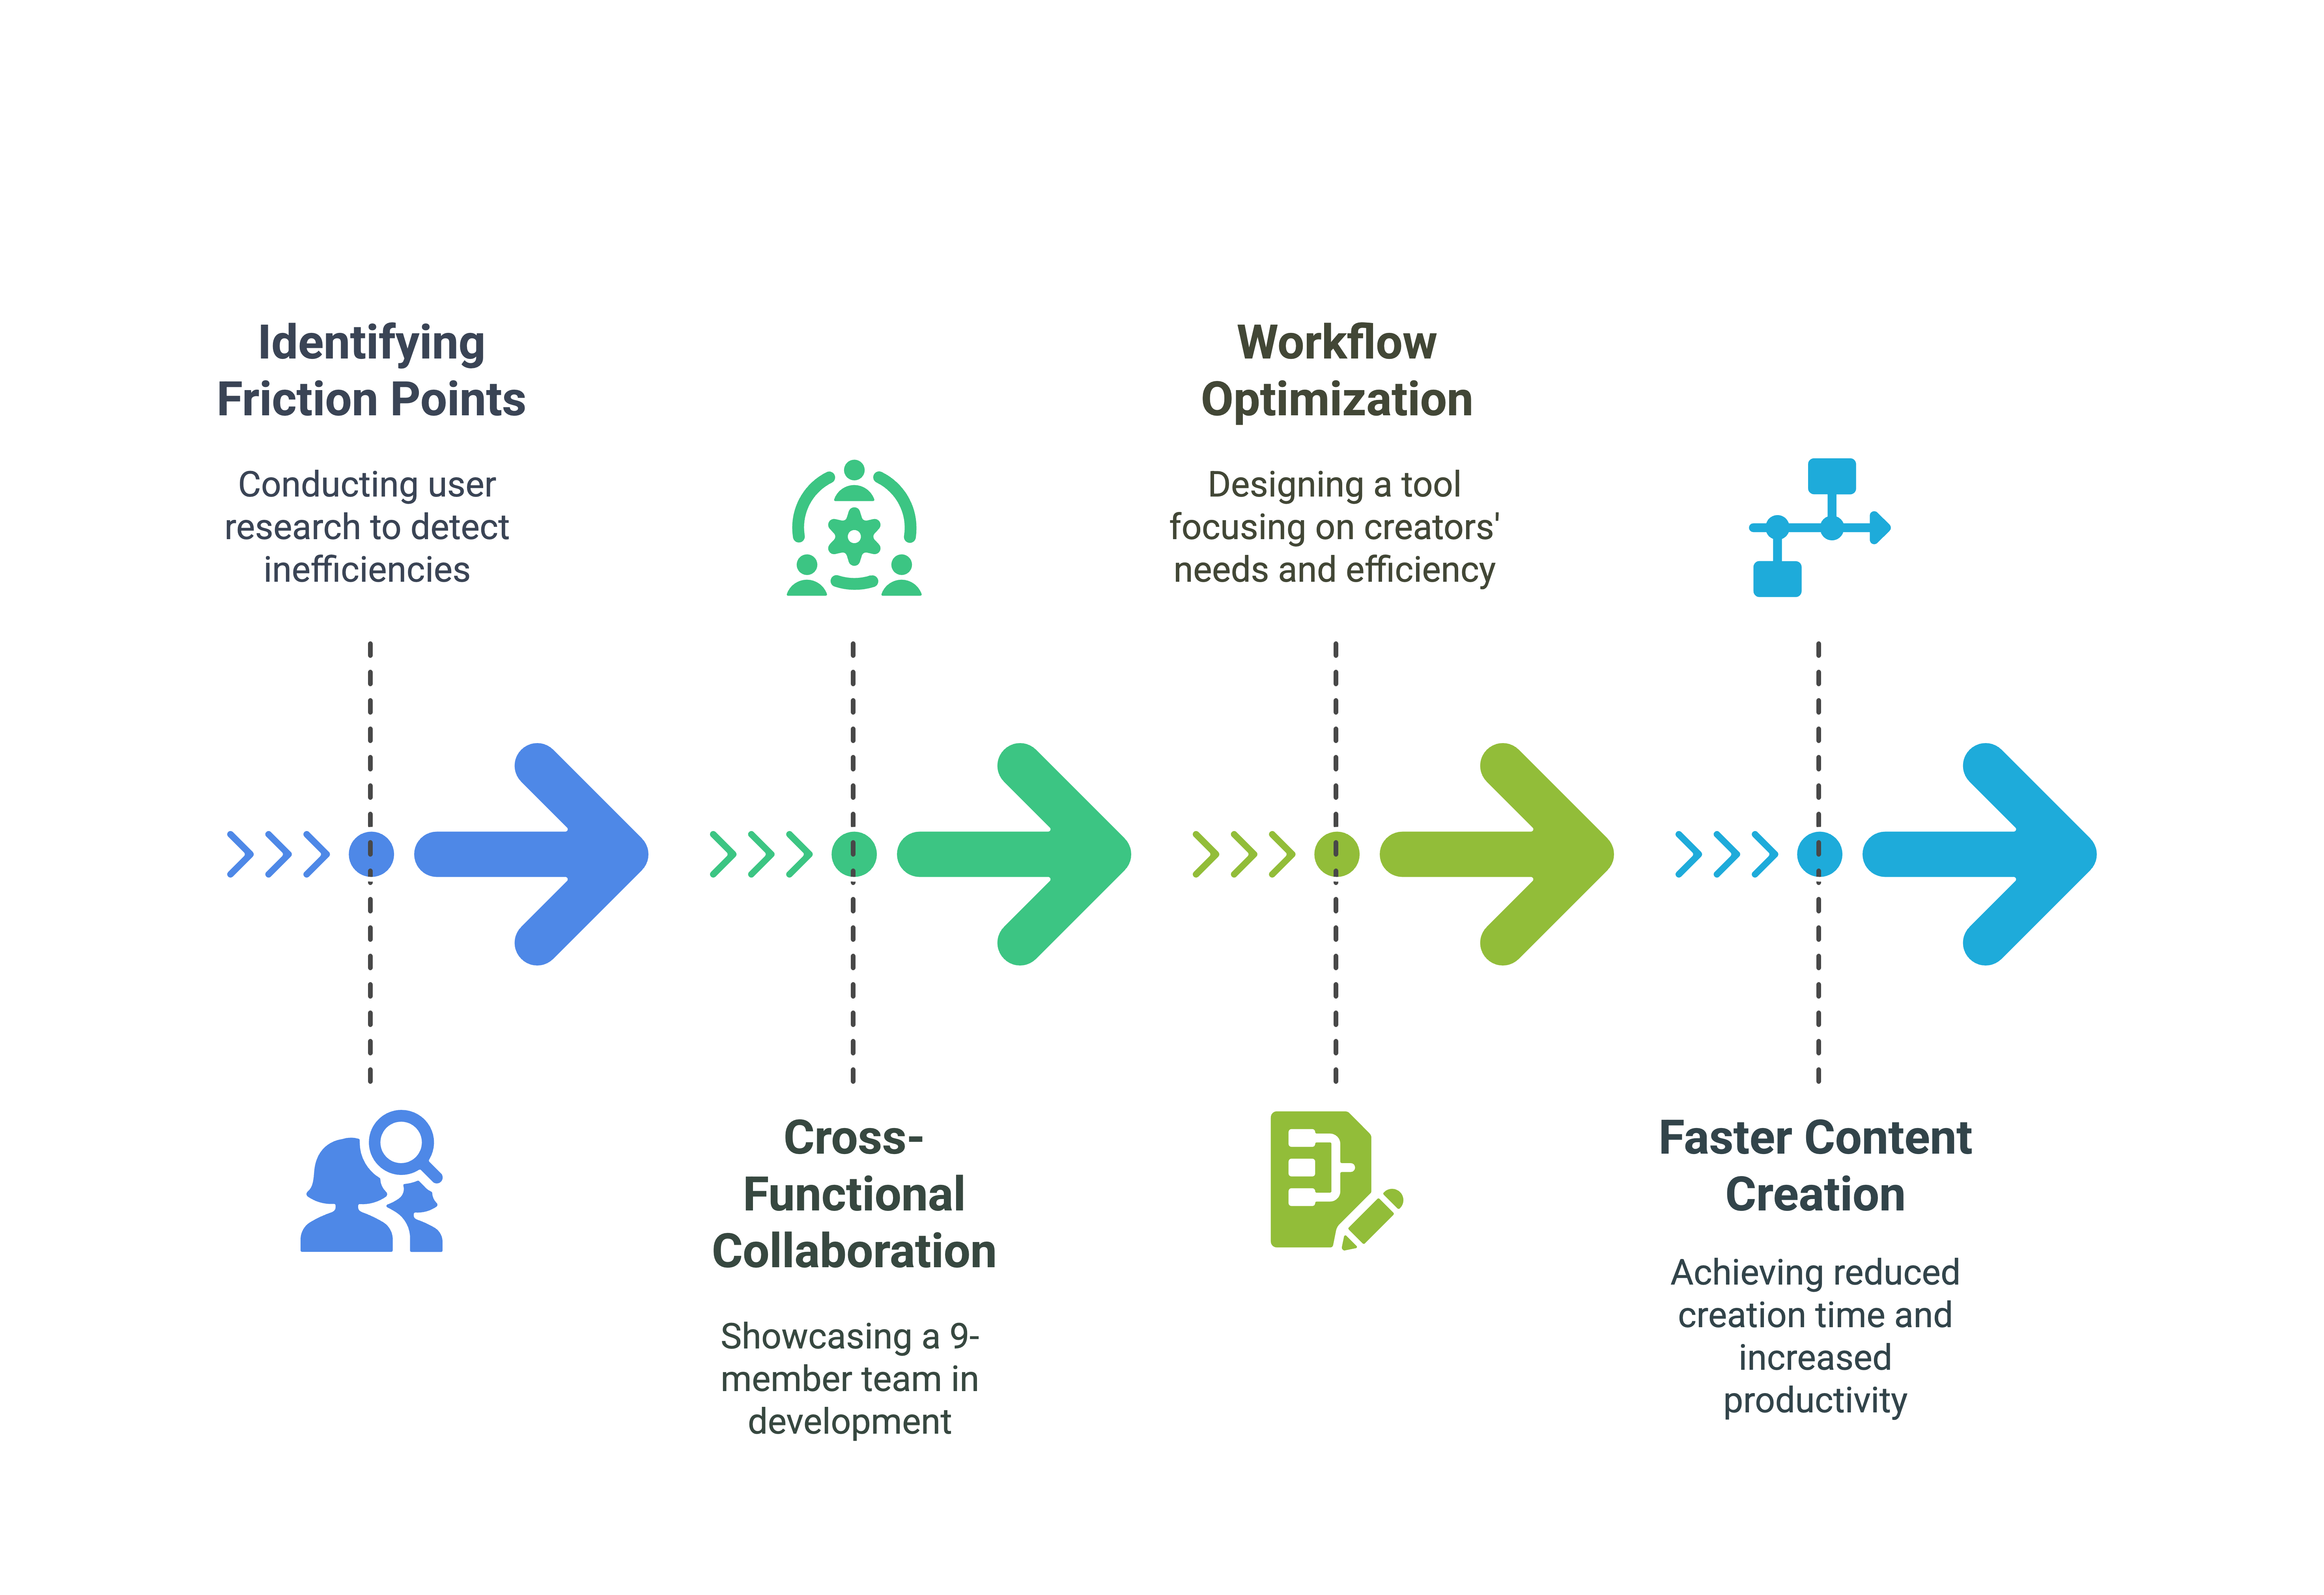 Identifying
Friction Points
Conducting user
research to detect
inefficiencies
Cross-
Functional
Collaboration
Showcasing a 9-
member team in
development
Workflow
Optimization
Designing a tool
focusing on creators'
needs and efficiency
Faster Content
Creation
Achieving reduced
creation time and
increased
productivity